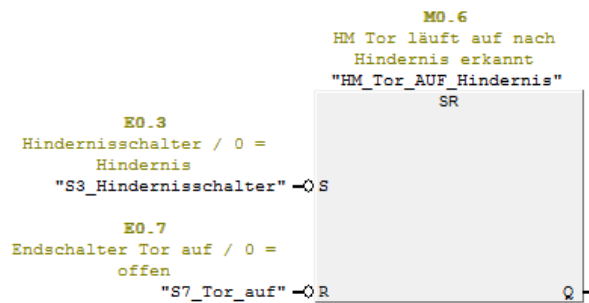 M0.6
HM Tor läuft auf nach
Hindernis erkannt
"HM_Tor_AUF_Hindernis"
SR
E0.3
Hindernisschalter / 0 =
Hindernis
"S3_Hindernisschalter"
S
E0.7
Endschalter Tor auf / 0 =
offen
"S7_Tor_auf"
R
Q